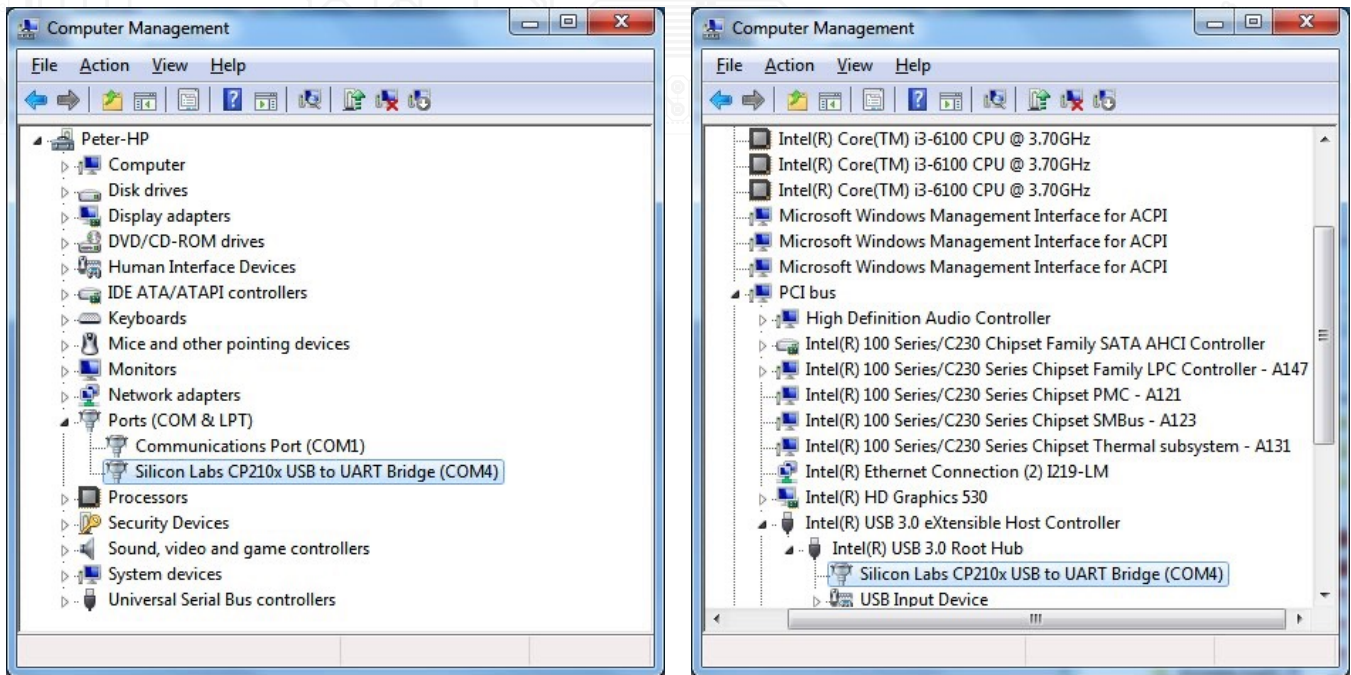 Computer Management
File Action View Help
Peter-HP
Computer
Disk drives
Display adapters
DVD/CD-ROM drives
Human Interface Devices
IDE ATA/ATAPI controllers
Keyboards
Mice and other pointing devices
Monitors
Network adapters
Ports (COM & LPT)
Communications Port (COM1)
Silicon Labs CP210x USB to UART Bridge (COM4)
Processors
Security Devices
Sound, video and game controllers
System devices
Universal Serial Bus controllers
Computer Management
File Action View Help
Intel(R) Core(TM) i3-6100 CPU @ 3.70GHz
Intel(R) Core(TM) i3-6100 CPU @ 3.70GHz
Intel(R) Core(TM) i3-6100 CPU @ 3.70GHz
Microsoft Windows Management Interface for ACPI
Microsoft Windows Management Interface for ACPI
Microsoft Windows Management Interface for ACPI
PCI bus
High Definition Audio Controller
Intel(R) 100 Series/C230 Chipset Family SATA AHCI Controller
Intel(R) 100 Series/C230 Series Chipset Family LPC Controller - A147
Intel(R) 100 Series/C230 Series Chipset PMC - A121
Intel(R) 100 Series/C230 Series Chipset SMBus - A123
Intel(R) 100 Series/C230 Series Chipset Thermal subsystem - A131
Intel(R) Ethernet Connection (2) I219-LM
Intel(R) HD Graphics 530
Intel(R) USB 3.0 eXtensible Host Controller
Intel(R) USB 3.0 Root Hub
Silicon Labs CP210x USB to UART Bridge (COM4)
USB Input Device